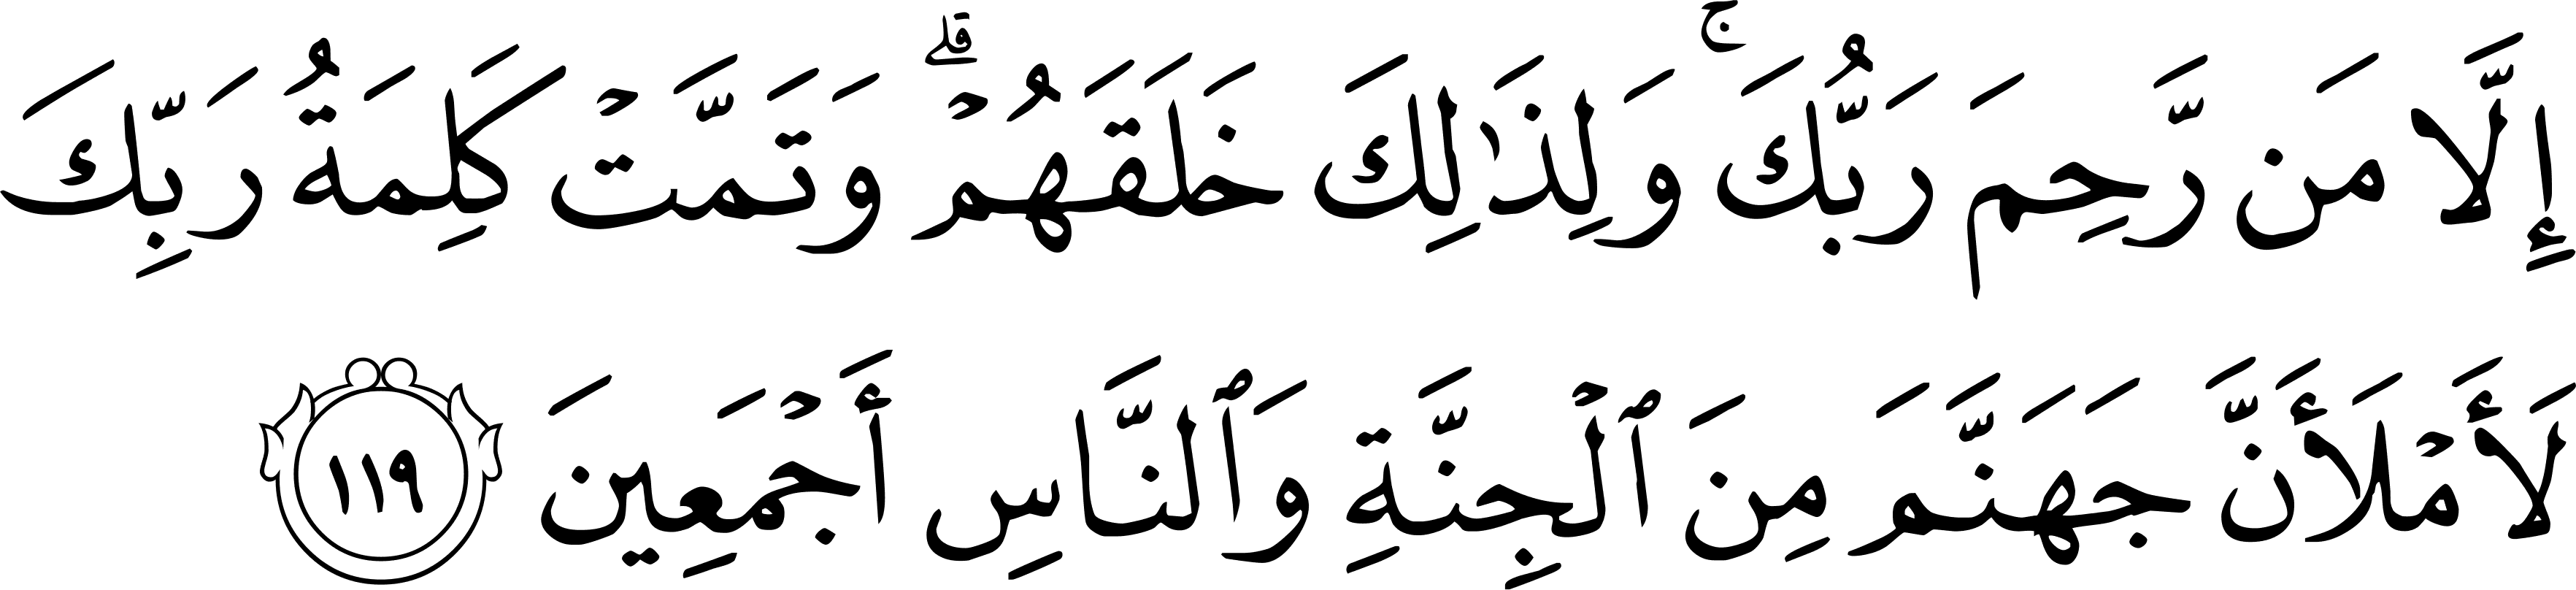 إِلَّا مَن رَّحِمَ رَبُّكَ ۚ وَلِذَٰلِكَ خَلَقَهُمْ ۗ وَتَمَّتْ كَلِمَةُ رَبِّكَ
لَأَمْلَأَنَّ جَهَنَّمَ مِنَ ٱلْجِنَّةِ وَٱلنَّاسِ أَجْمَعِينَ ١١٩